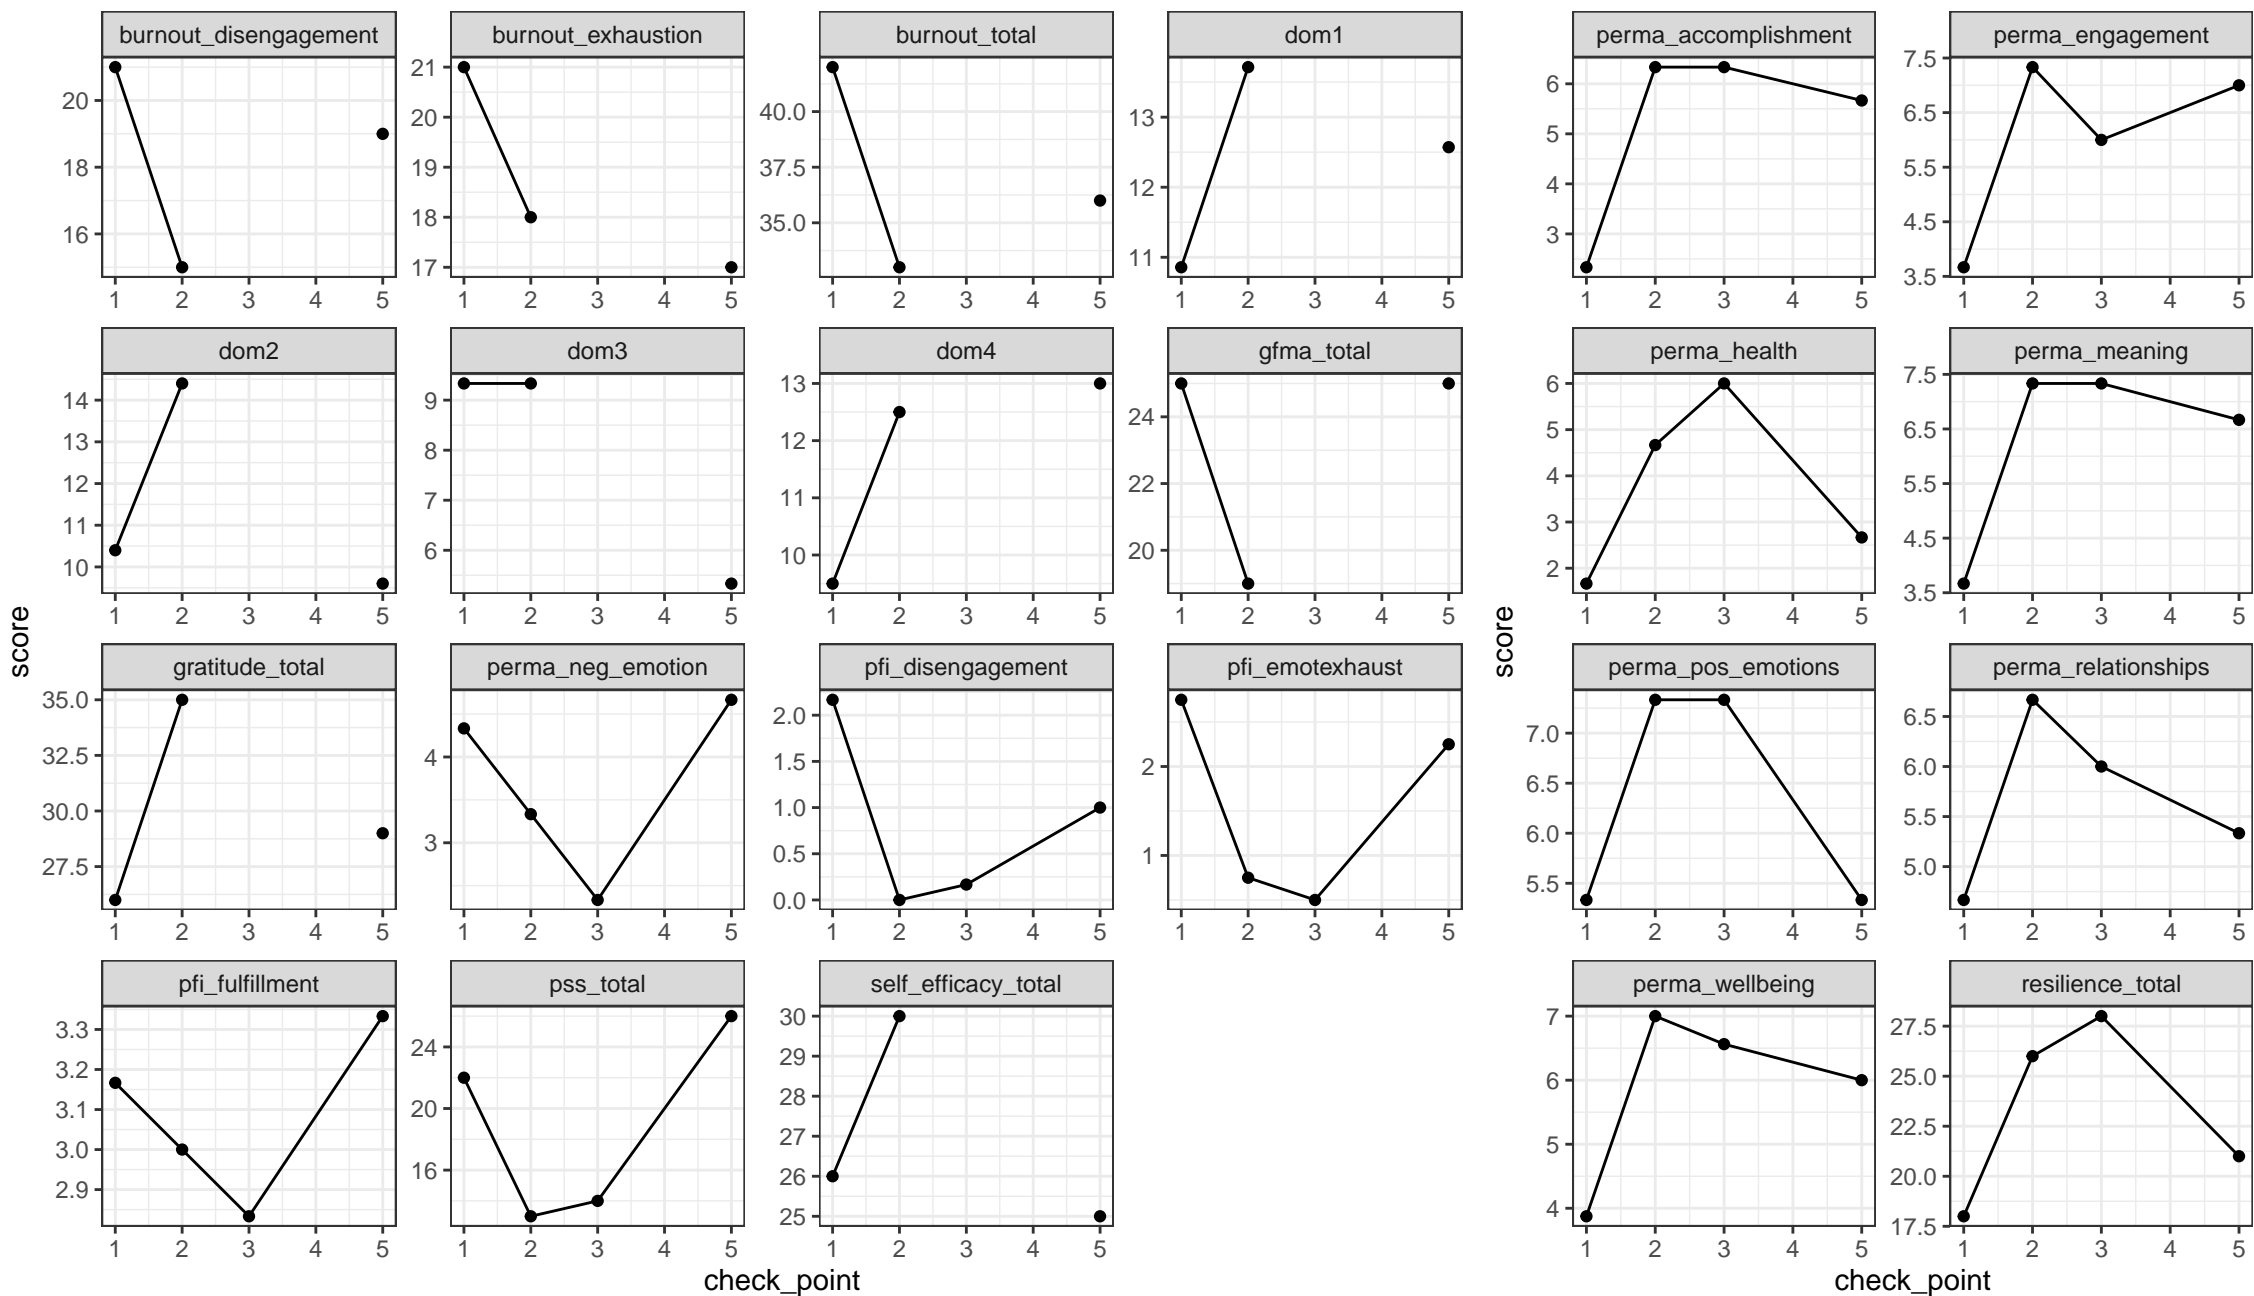 burnout_disengagement burnout_exhaustion burnout_total dom1
20
18
16
1 2 3 4 5
21
20
19
18
17
1 2 3 4 5
40.0
37.5
35.0
1 2 3 4 5
13
12
11
1 2 3 4 5
dom2 dom3 dom4 gfma_total
14
13
12
11
10
1 2 3 4 5
9
8
7
6
1 2 3 4 5
13
12
11
10
1 2 3 4 5
24
22
20
1 2 3 4 5
score
gratitude_total perma_neg_emotion pfi_disengagement pfi_emotexhaust
35.0
32.5
30.0
27.5
1 2 3 4 5
4
3
1 2 3 4 5
2.0
1.5
1.0
0.5
0.0
1 2 3 4 5
2
1
1 2 3 4 5
pfi_fulfillment pss_total self_efficacy_total
3.3
3.2
3.1
3.0
2.9
1 2 3 4 5
24
20
16
1 2 3 4 5
30
29
28
27
26
25
1 2 3 4 5
check_point
perma_accomplishment perma_engagement
6
5
4
3
1 2 3 4 5
7.5
6.5
5.5
4.5
3.5
1 2 3 4 5
perma_health perma_meaning
6
5
4
3
2
1 2 3 4 5
7.5
6.5
5.5
4.5
3.5
1 2 3 4 5
score
perma_pos_emotions perma_relationships
7.0
6.5
6.0
5.5
1 2 3 4 5
6.5
6.0
5.5
5.0
1 2 3 4 5
perma_wellbeing resilience_total
7
6
5
4
1 2 3 4 5
27.5
25.0
22.5
20.0
17.5
1 2 3 4 5
check_point